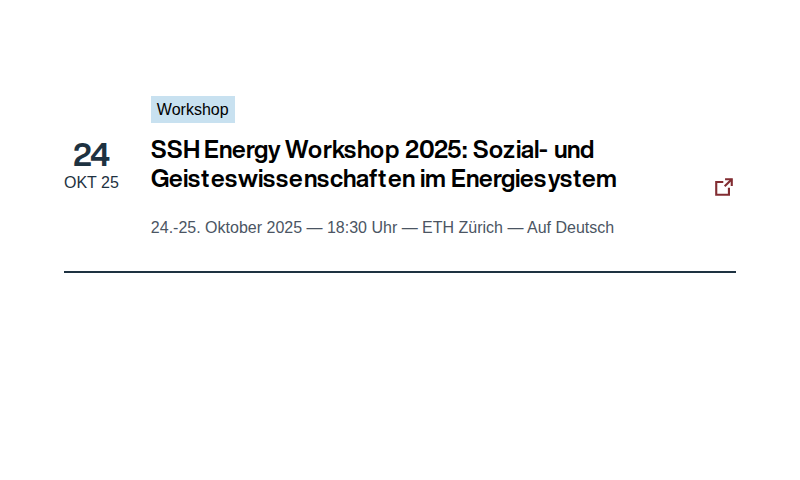 Workshop
24
OKT 25
SSH Energy Workshop 2025: Sozial- und
Geisteswissenschaften im Energiesystem
24.-25. Oktober 2025 — 18:30 Uhr — ETH Zürich — Auf Deutsch